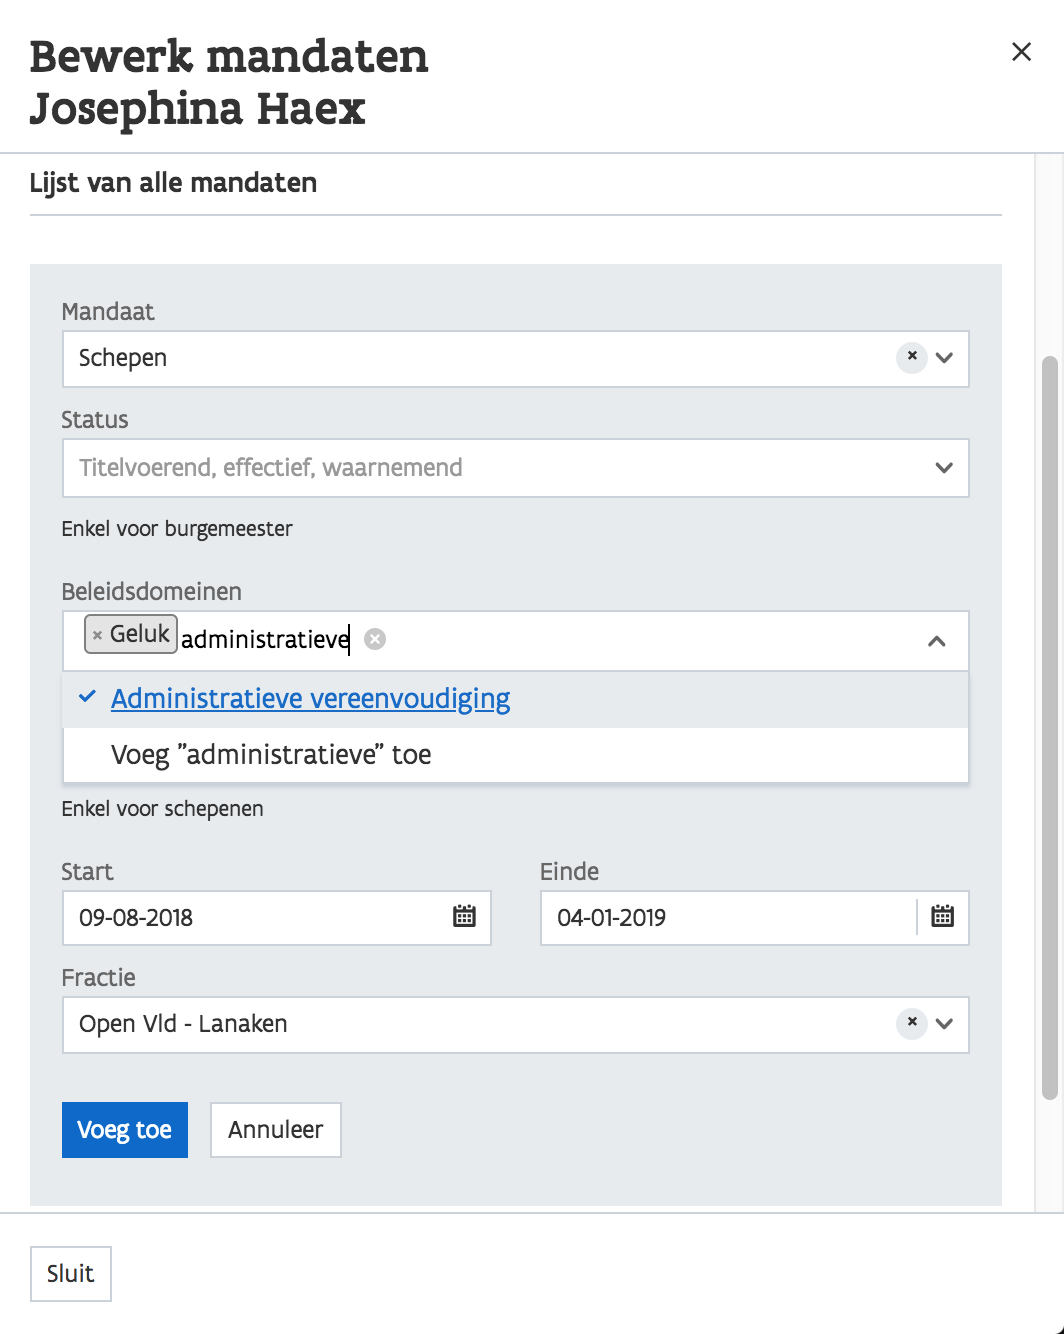 Bewerk mandaten
Josephina Haex
Lijst van alle mandaten
Mandaat
Schepen
Status
Titelvoerend, effectief, waarnemend
Enkel voor burgemeester
Beleidsdomeinen
× Geluk administratieve
Administratieve vereenvoudiging
Voeg ”administratieve” toe
Enkel voor schepenen
Start Einde
09-08-2018 04-01-2019
Fractie
Open Vld - Lanaken
Voeg toe Annuleer
Sluit